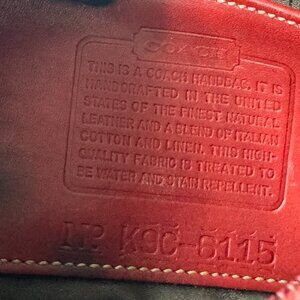 COACH
THIS IS A COACH HANDBAG. IT IS
HANDCRAFTED IN THE UNITED
STATES OF THE FINEST NATURAL
LEATHER AND A BLEND OF ITALIAN
COTTON AND LINEN. THIS HIGH-
QUALITY FABRIC IS TREATED TO
BE WATER AND STAIN REPELLENT.
K9C-6115